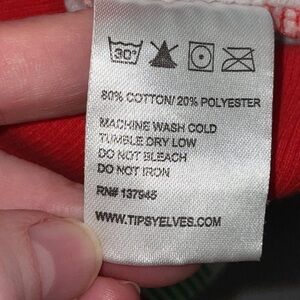 30°
80% COTTON/ 20% POLYESTER
MACHINE WASH COLD
TUMBLE DRY LOW
DO NOT BLEACH
DO NOT IRON
RN# 137945
WWW.TIPSYELVES.COM